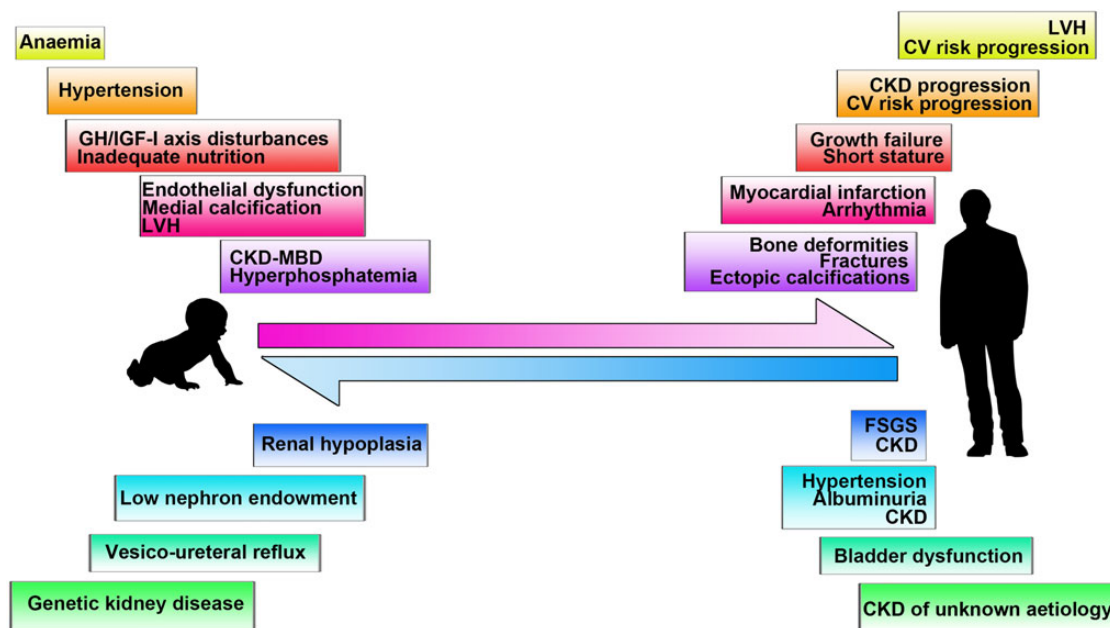 Anaemia
Hypertension
GH/IGF-I axis disturbances
Inadequate nutrition
Endothelial dysfunction
Medial calcification
LVH
CKD-MBD
Hyperphosphatemia
LVH
CV risk progression
CKD progression
CV risk progression
Growth failure
Short stature
Myocardial infarction
Arrhythmia
Bone deformities
Fractures
Ectopic calcifications
Renal hypoplasia
Low nephron endowment
Vesico-ureteral reflux
Genetic kidney disease
FSGS
CKD
Hypertension
Albuminuria
CKD
Bladder dysfunction
CKD of unknown aetiology